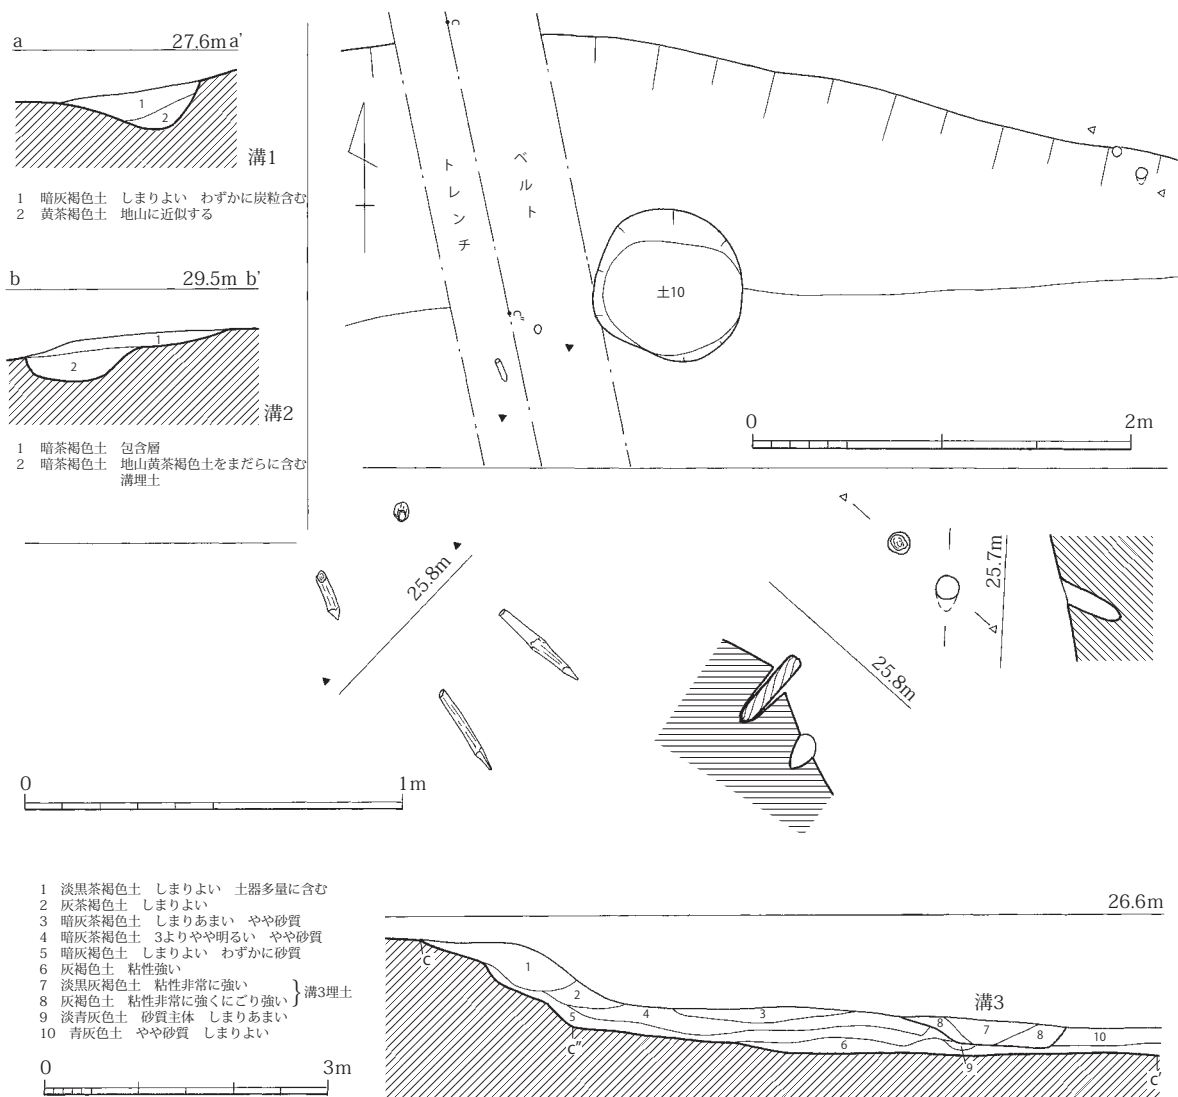 a 27.6m a'
1
2
溝1
1 暗灰褐色土 しまりよい わずかに炭粒含む
2 黄茶褐色土 地山に近似する
b 29.5m b'
1
2
溝2
1 暗茶褐色土 包含層
2 暗茶褐色土 地山黄茶褐色土をまだらに含む
溝埋土
c
トレンチ
ベルト
土10
c''
0 2m
25.8m
25.8m
25.7m
0 1m
1 淡黒茶褐色土 しまりよい 土器多量に含む
2 灰茶褐色土 しまりよい
3 暗灰茶褐色土 しまりあまい やや砂質
4 暗灰茶褐色土 3よりやや明るい やや砂質
5 暗灰褐色土 しまりよい わずかに砂質
6 灰褐色土 粘性強い
7 淡黒灰褐色土 粘性非常に強い
8 灰褐色土 粘性非常に強くにごり強い
溝3埋土
9 淡青灰色土 砂質主体 しまりあまい
10 青灰色土 やや砂質 しまりよい
0 3m
26.6m
c
1
2
5
4
3
溝3
8
7
8
10
6
9
c''
c'